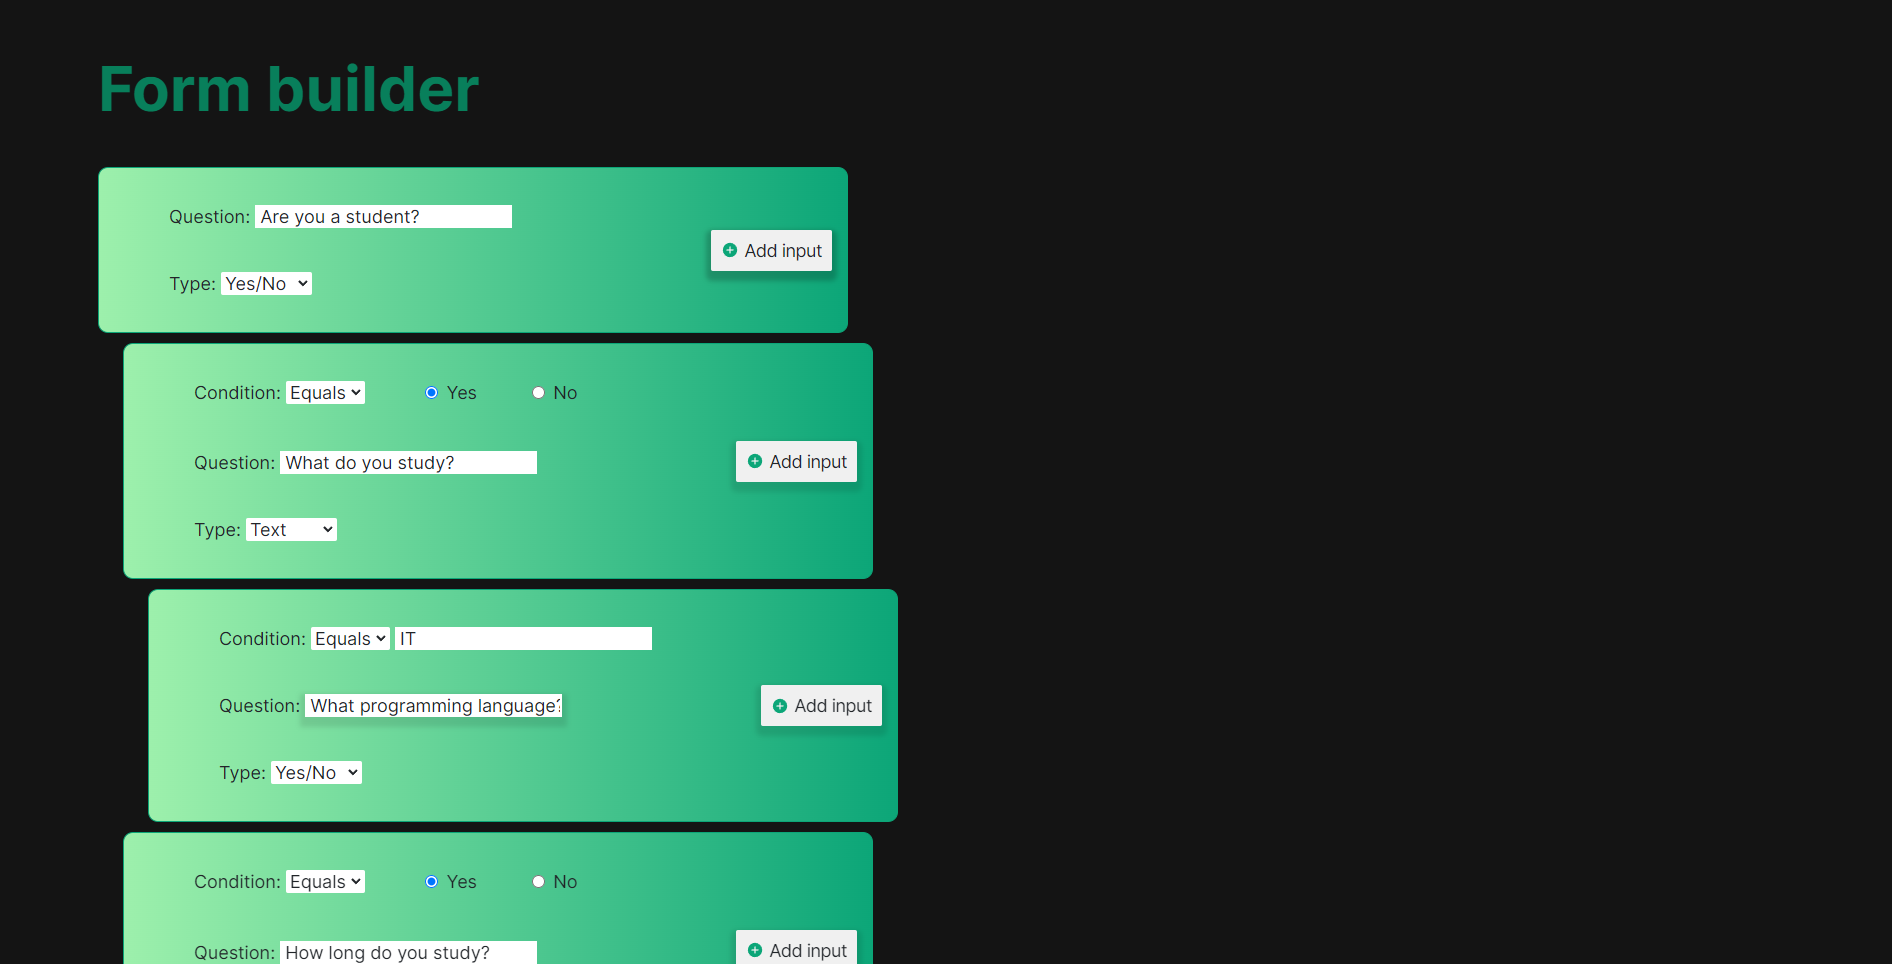 Form builder
Question: Are you a student?
Add input
Type: Yes/No
Condition: Equals Yes No
Question: What do you study?
Add input
Type: Text
Condition: Equals IT
Question: What programming language?
Add input
Type: Yes/No
Condition: Equals Yes No
Question: How long do you study?
Add input